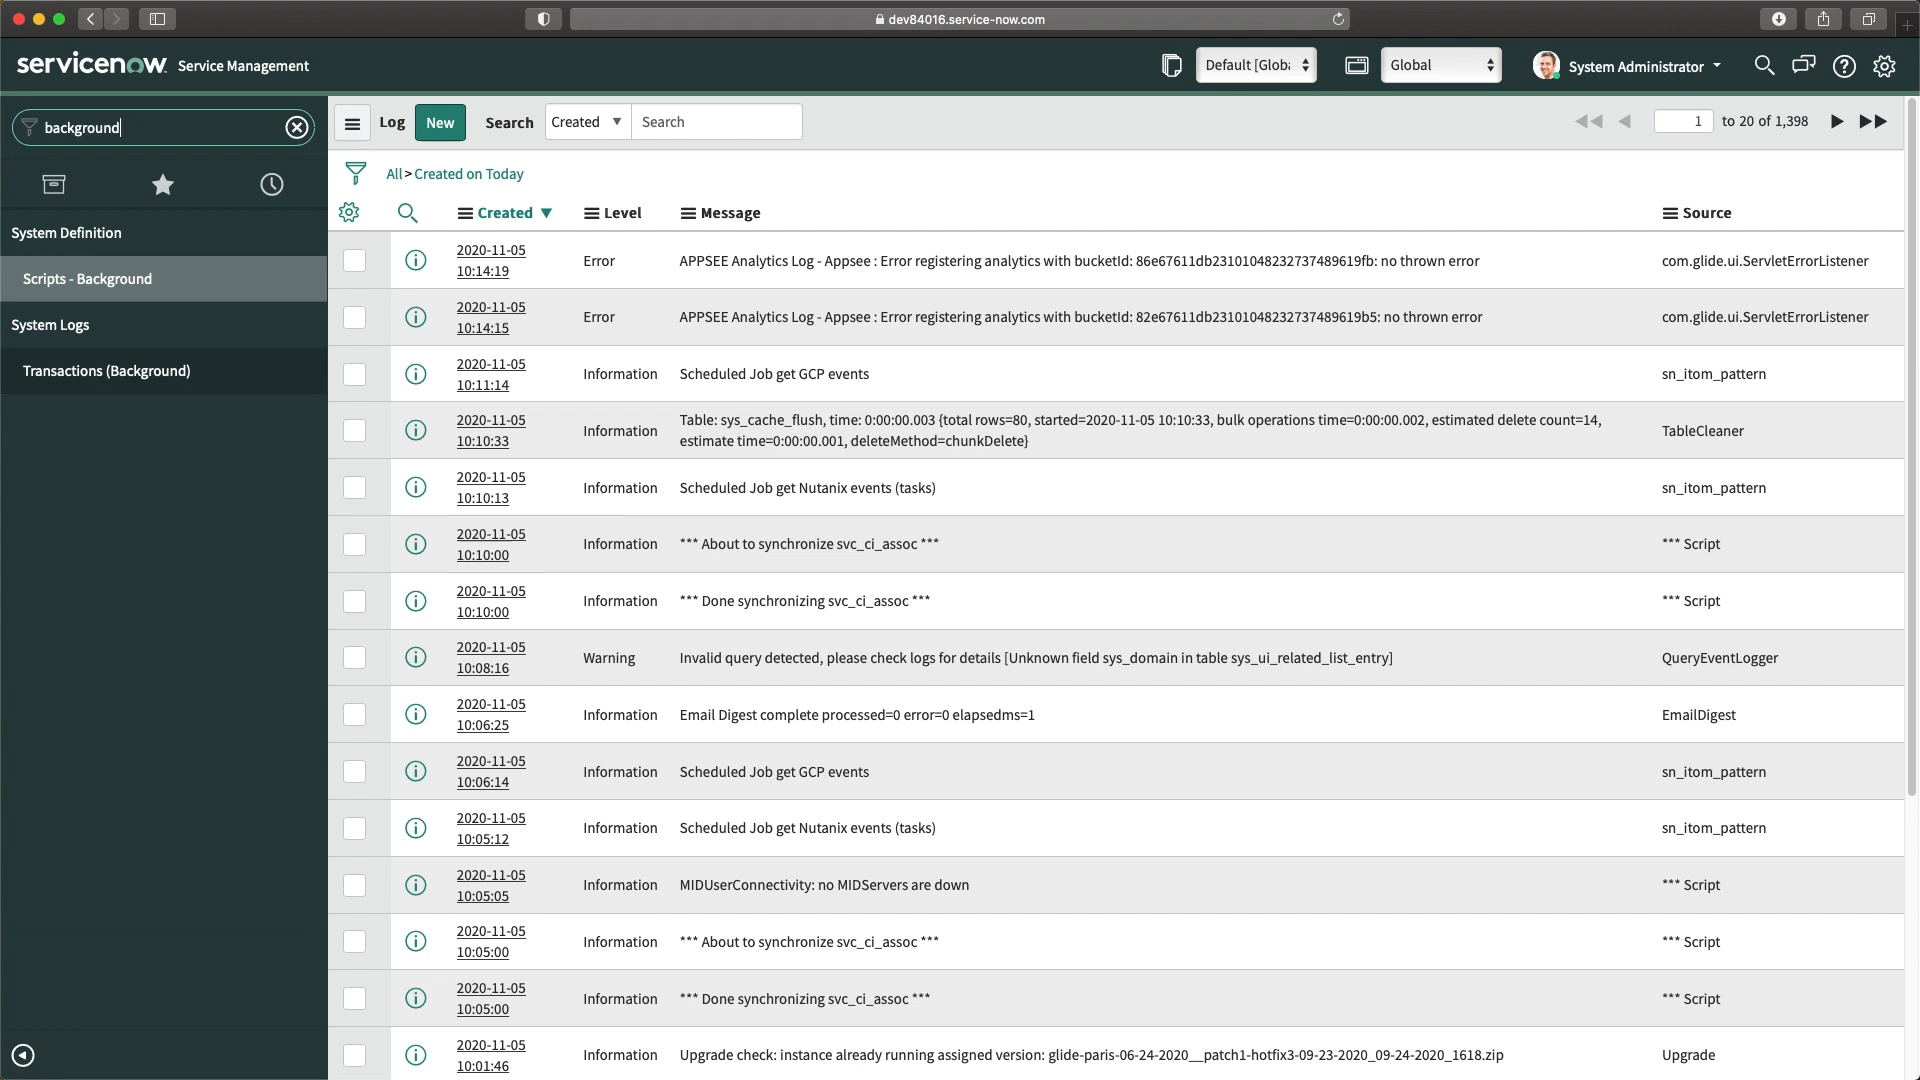 dev84016.service-now.com
servicenow Service Management
Default [Globa
Global
System Administrator
background
Log
New
Search
Created
Search
1
to 20 of 1,398
All > Created on Today
System Definition
Scripts - Background
System Logs
Transactions (Background)
Created
Level
Message
Source
2020-11-05
10:14:19
Error
APPSEE Analytics Log - Appsee : Error registering analytics with bucketId: 86e67611db23101048232737489619fb: no thrown error
com.glide.ui.ServletErrorListener
2020-11-05
10:14:15
Error
APPSEE Analytics Log - Appsee : Error registering analytics with bucketId: 82e67611db23101048232737489619b5: no thrown error
com.glide.ui.ServletErrorListener
2020-11-05
10:11:14
Information
Scheduled Job get GCP events
sn_itom_pattern
2020-11-05
10:10:33
Information
Table: sys_cache_flush, time: 0:00:00.003 {total rows=80, started=2020-11-05 10:10:33, bulk operations time=0:00:00.002, estimated delete count=14,
estimate time=0:00:00.001, deleteMethod=chunkDelete}
TableCleaner
2020-11-05
10:10:13
Information
Scheduled Job get Nutanix events (tasks)
sn_itom_pattern
2020-11-05
10:10:00
Information
*** About to synchronize svc_ci_assoc ***
*** Script
2020-11-05
10:10:00
Information
*** Done synchronizing svc_ci_assoc ***
*** Script
2020-11-05
10:08:16
Warning
Invalid query detected, please check logs for details [Unknown field sys_domain in table sys_ui_related_list_entry]
QueryEventLogger
2020-11-05
10:06:25
Information
Email Digest complete processed=0 error=0 elapsedms=1
EmailDigest
2020-11-05
10:06:14
Information
Scheduled Job get GCP events
sn_itom_pattern
2020-11-05
10:05:12
Information
Scheduled Job get Nutanix events (tasks)
sn_itom_pattern
2020-11-05
10:05:05
Information
MIDUserConnectivity: no MIDServers are down
*** Script
2020-11-05
10:05:00
Information
*** About to synchronize svc_ci_assoc ***
*** Script
2020-11-05
10:05:00
Information
*** Done synchronizing svc_ci_assoc ***
*** Script
2020-11-05
10:01:46
Information
Upgrade check: instance already running assigned version: glide-paris-06-24-2020__patch1-hotfix3-09-23-2020_09-24-2020_1618.zip
Upgrade